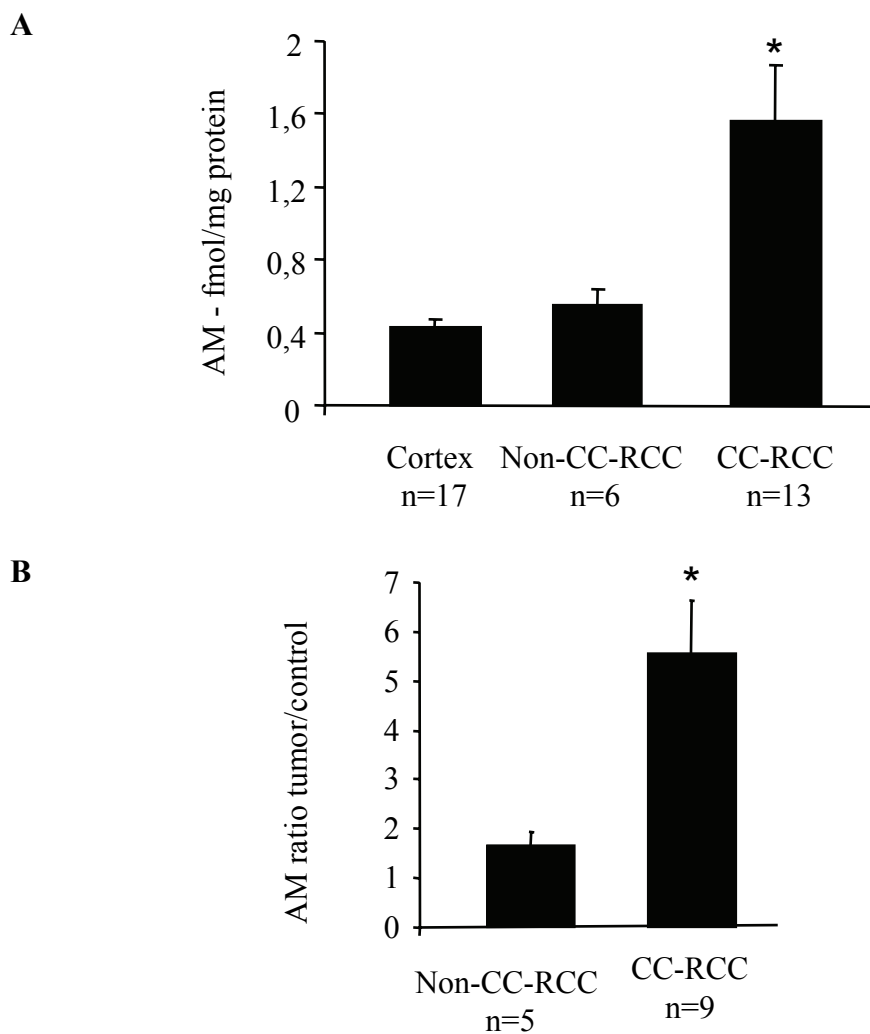 A
AM - fmol/mg protein
2
1,6
1,2
0,8
0,4
0
*
Cortex Non-CC-RCC CC-RCC
n=17 n=6 n=13
B
AM ratio tumor/control
7
6
5
4
3
2
1
0
*
Non-CC-RCC CC-RCC
n=5 n=9